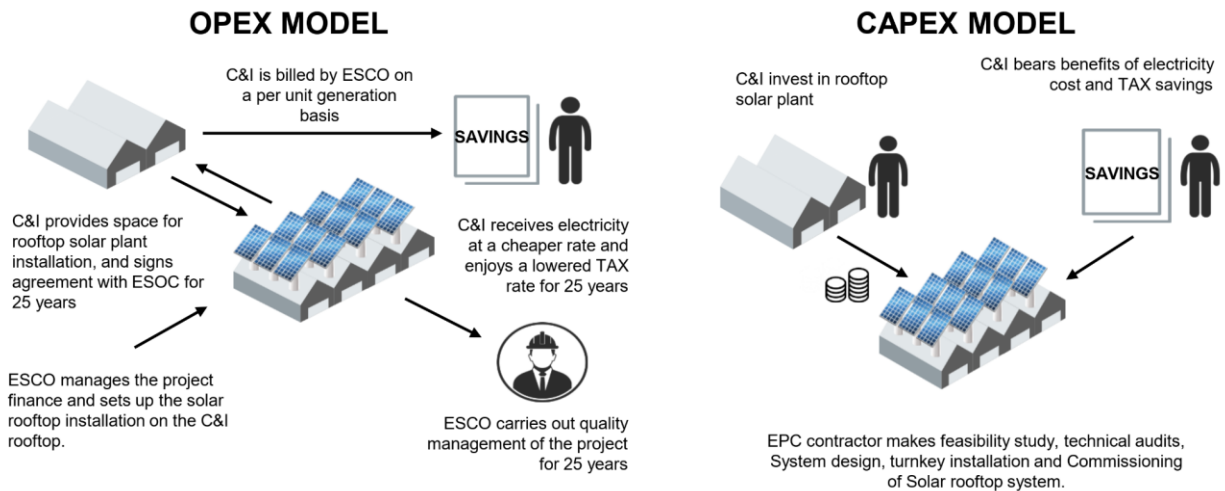 OPEX MODEL
C&I is billed by ESCO on
a per unit generation
basis
SAVINGS
C&I provides space for
rooftop solar plant
installation, and signs
agreement with ESOC for
25 years
C&I receives electricity
at a cheaper rate and
enjoys a lowered TAX
rate for 25 years
ESCO manages the project
finance and sets up the solar
rooftop installation on the C&I
rooftop.
ESCO carries out quality
management of the project
for 25 years
CAPEX MODEL
C&I invest in rooftop
solar plant
C&I bears benefits of electricity
cost and TAX savings
SAVINGS
EPC contractor makes feasibility study, technical audits,
System design, turnkey installation and Commissioning
of Solar rooftop system.